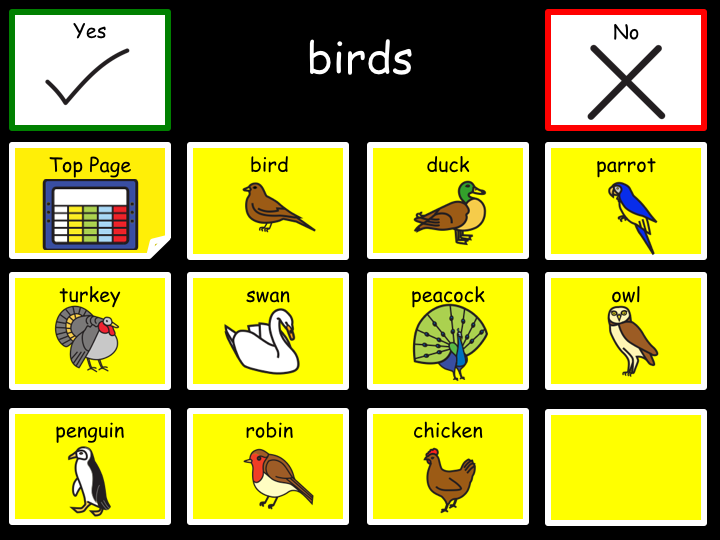 Yes
birds
No
Top Page
bird
duck
parrot
turkey
swan
peacock
owl
penguin
robin
chicken